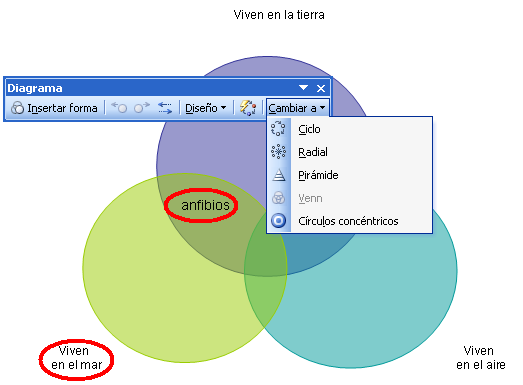 Viven en la tierra
Diagrama
Insertar forma
Diseño
Cambiar a
Ciclo
Radial
Pirámide
Venn
Círculos concéntricos
anfibios
Viven
en el mar
Viven
en el aire